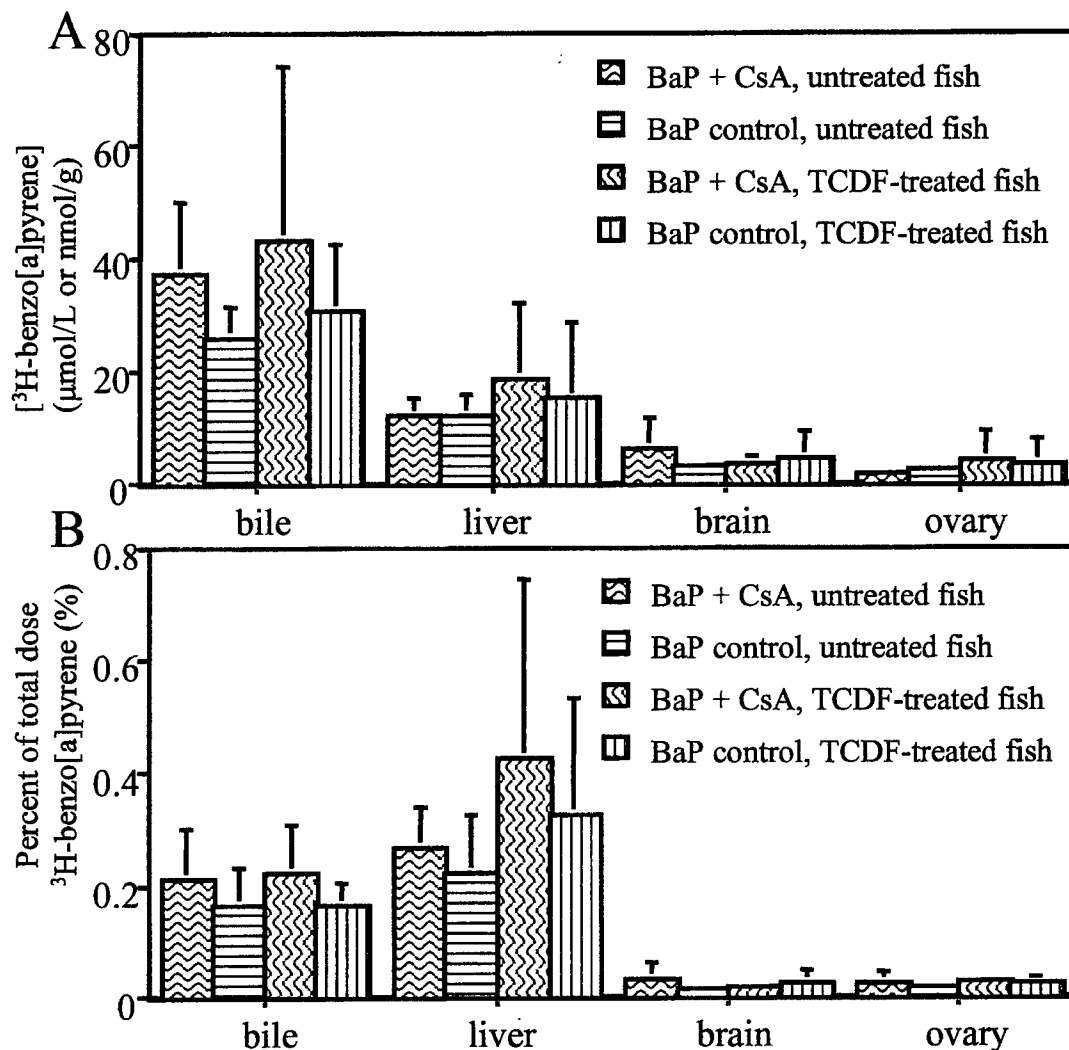 A
80
60
40
20
0
[³H-benzo[a]pyrene]
(μmol/L or nmol/g)
BaP + CsA, untreated fish
BaP control, untreated fish
BaP + CsA, TCDF-treated fish
BaP control, TCDF-treated fish
bile liver brain ovary
B
0.8
0.6
0.4
0.2
0
Percent of total dose
³H-benzo[a]pyrene (%)
BaP + CsA, untreated fish
BaP control, untreated fish
BaP + CsA, TCDF-treated fish
BaP control, TCDF-treated fish
bile liver brain ovary